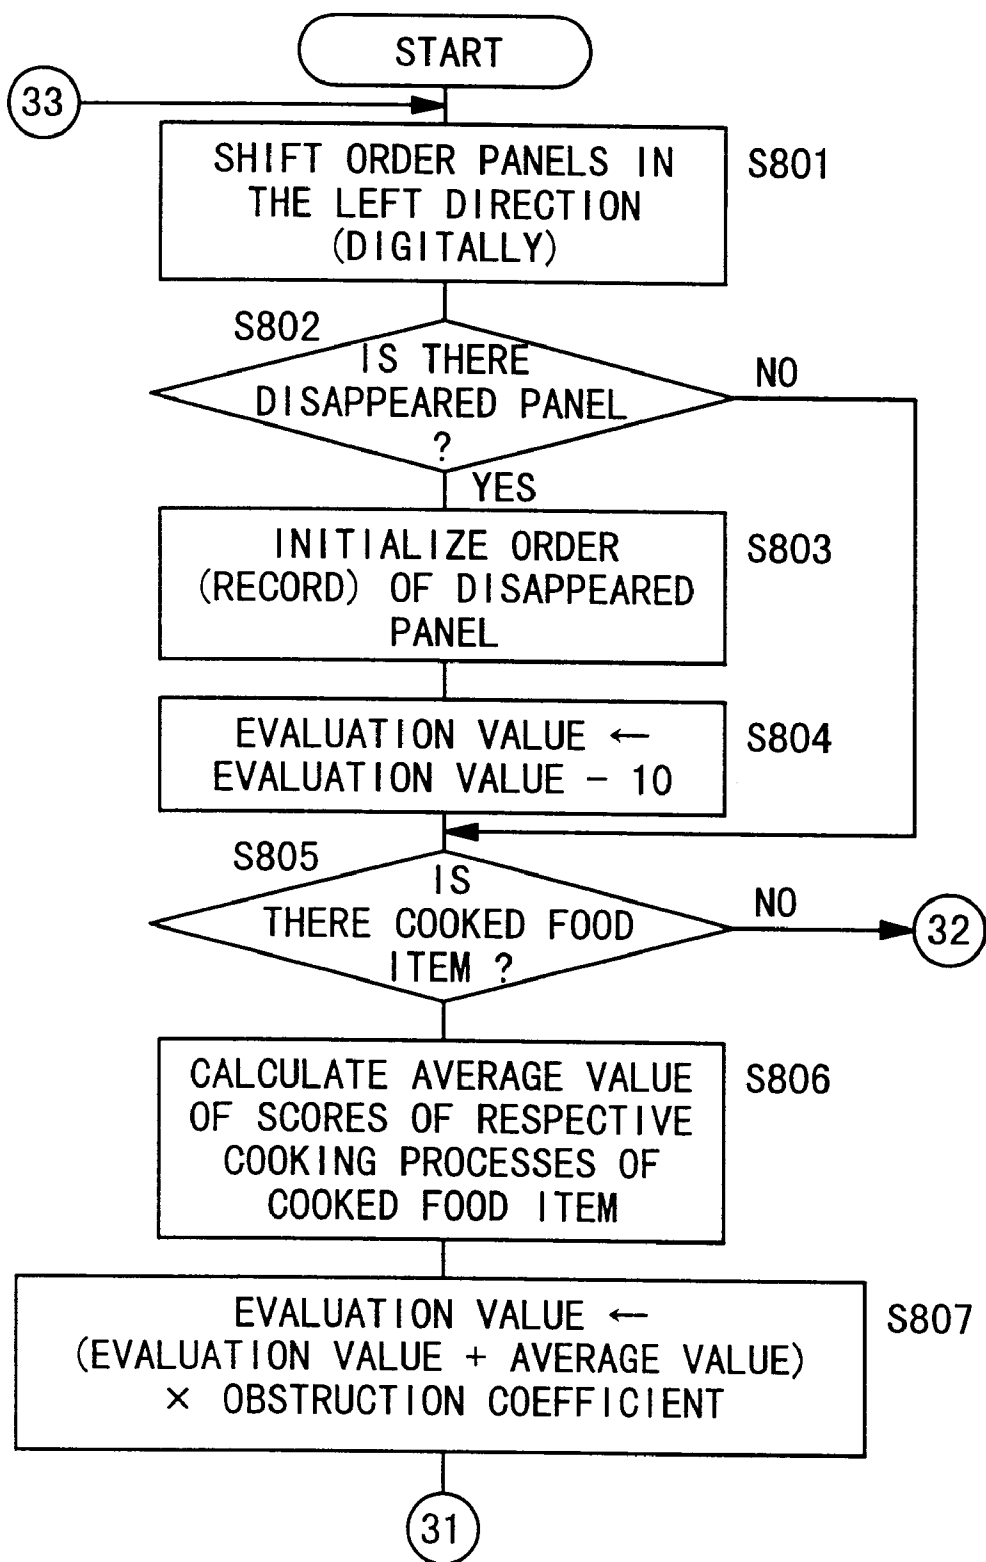 START
33
SHIFT ORDER PANELS IN
THE LEFT DIRECTION
(DIGITALLY)
S801
S802
IS THERE
DISAPPEARED PANEL
?
NO
YES
INITIALIZE ORDER
(RECORD) OF DISAPPEARED
PANEL
S803
EVALUATION VALUE ←
EVALUATION VALUE - 10
S804
S805
IS
THERE COOKED FOOD
ITEM ?
NO
32
CALCULATE AVERAGE VALUE
OF SCORES OF RESPECTIVE
COOKING PROCESSES OF
COOKED FOOD ITEM
S806
EVALUATION VALUE ←
(EVALUATION VALUE + AVERAGE VALUE)
× OBSTRUCTION COEFFICIENT
S807
31